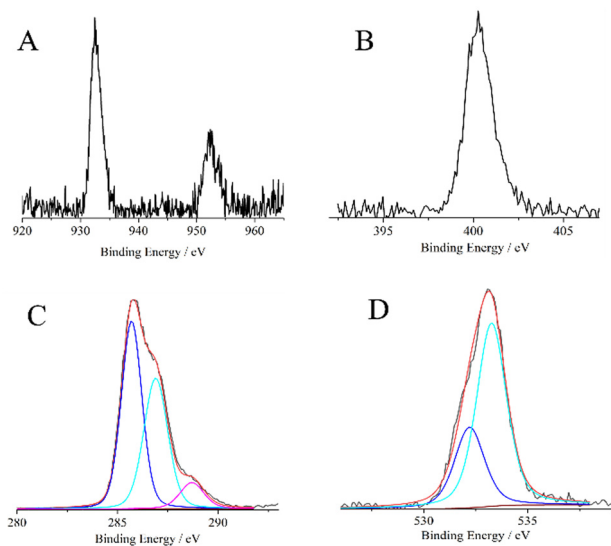 A
B
920 930 940 950 960
395 400 405
Binding Energy / eV
Binding Energy / eV
C
D
280 285 290
530 535
Binding Energy / eV
Binding Energy / eV